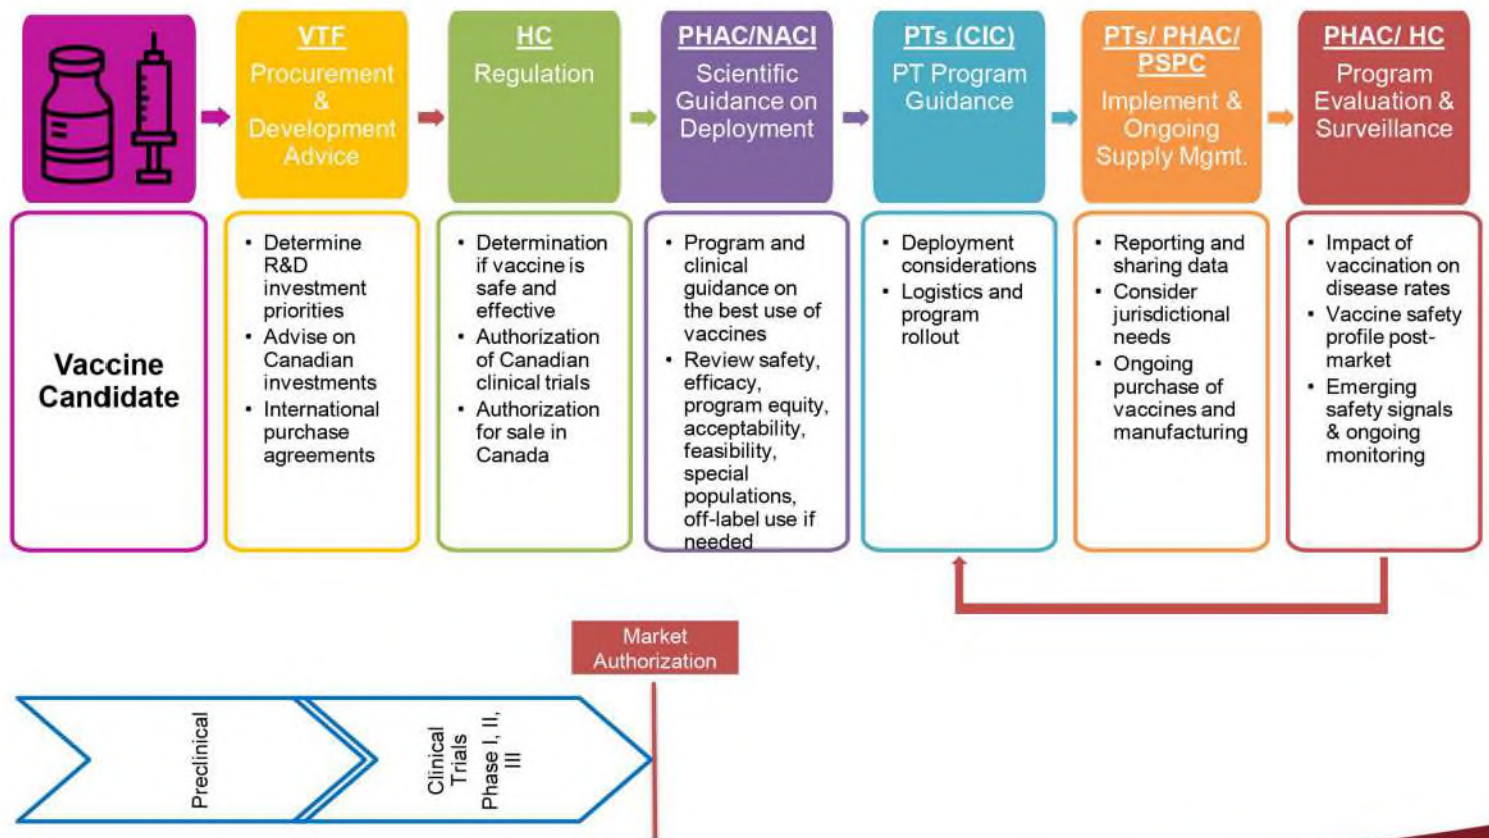 VTF
Procurement
&
Development
Advice
HC
Regulation
PHAC/NACI
Scientific
Guidance on
Deployment
PTs (CIC)
PT Program
Guidance
PTs/ PHAC/
PSPC
Implement &
Ongoing
Supply Mgmt.
PHAC/ HC
Program
Evaluation &
Surveillance
Vaccine
Candidate
• Determine
R&D
investment
priorities
• Advise on
Canadian
investments
• International
purchase
agreements
• Determination
if vaccine is
safe and
effective
• Authorization
of Canadian
clinical trials
• Authorization
for sale in
Canada
• Program and
clinical
guidance on
the best use of
vaccines
• Review safety,
efficacy,
program equity,
acceptability,
feasibility,
special
populations,
off-label use if
needed
• Deployment
considerations
• Logistics and
program
rollout
• Reporting and
sharing data
• Consider
jurisdictional
needs
• Ongoing
purchase of
vaccines and
manufacturing
• Impact of
vaccination on
disease rates
• Vaccine safety
profile post-
market
• Emerging
safety signals
& ongoing
monitoring
Market
Authorization
Preclinical
Clinical
Trials
Phase I, II,
III